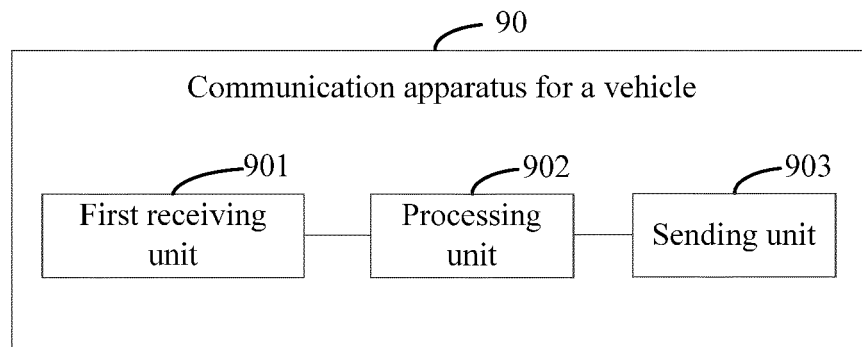 90
Communication apparatus for a vehicle
901
902
903
First receiving
unit
Processing
unit
Sending unit